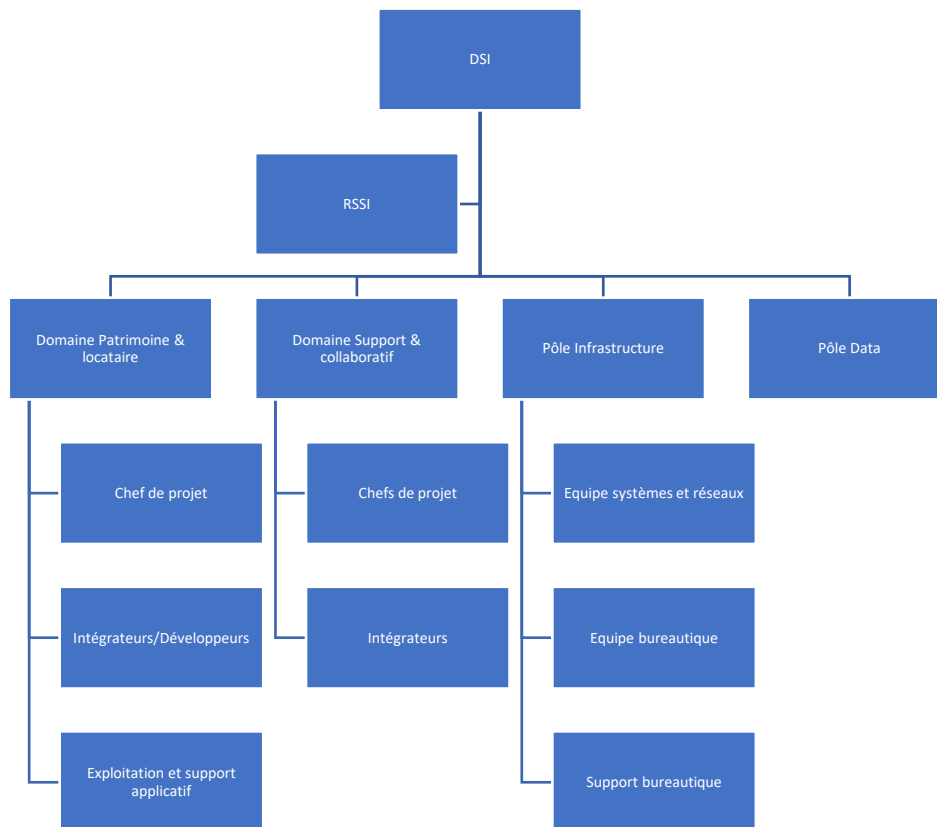 DSI
RSSI
Domaine Patrimoine &
locataire
Domaine Support &
collaboratif
Pôle Infrastructure
Pôle Data
Chef de projet
Chefs de projet
Equipe systèmes et réseaux
Intégrateurs/Développeurs
Intégrateurs
Equipe bureautique
Exploitation et support
applicatif
Support bureautique